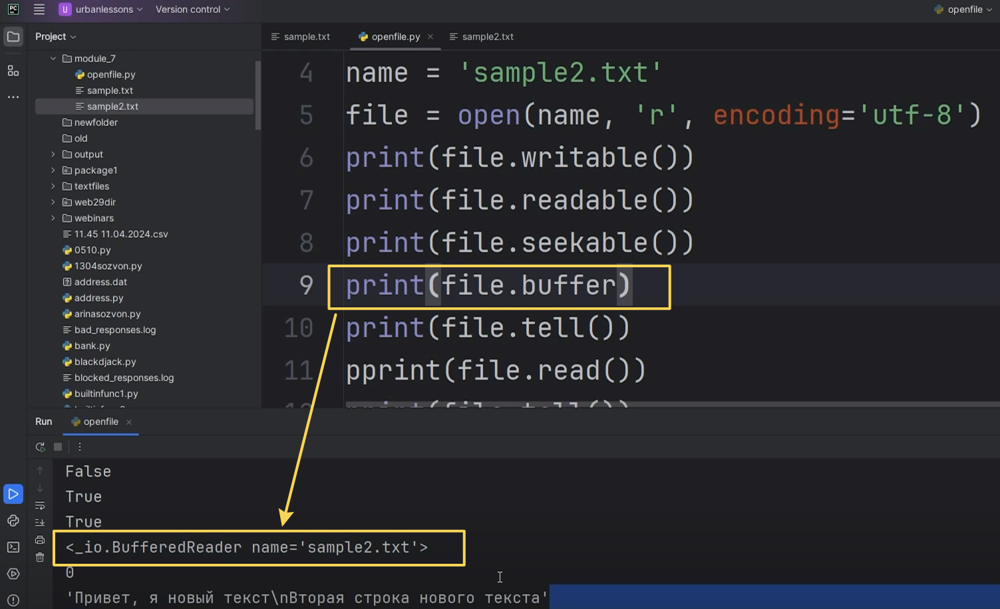 PC
U urbanlessons
Version control
openfile
Project
sample.txt
openfile.py
sample2.txt
module_7
openfile.py
sample.txt
sample2.txt
newfolder
old
output
package1
textfiles
web29dir
webinars
11.45 11.04.2024.csv
0510.py
1304sozvon.py
address.dat
address.py
arinasozvon.py
bad_responses.log
bank.py
blackdjack.py
blocked_responses.log
builtinfunc1.py
4 name = 'sample2.txt'
5 file = open(name, 'r', encoding='utf-8')
6 print(file.writable())
7 print(file.readable())
8 print(file.seekable())
9 print(file.buffer)
10 print(file.tell())
11 pprint(file.read())
12 print(file.tell())
Run
openfile
False
True
True
<_io.BufferedReader name='sample2.txt'>
0
'Привет, я новый текст\nВторая строка нового текста'